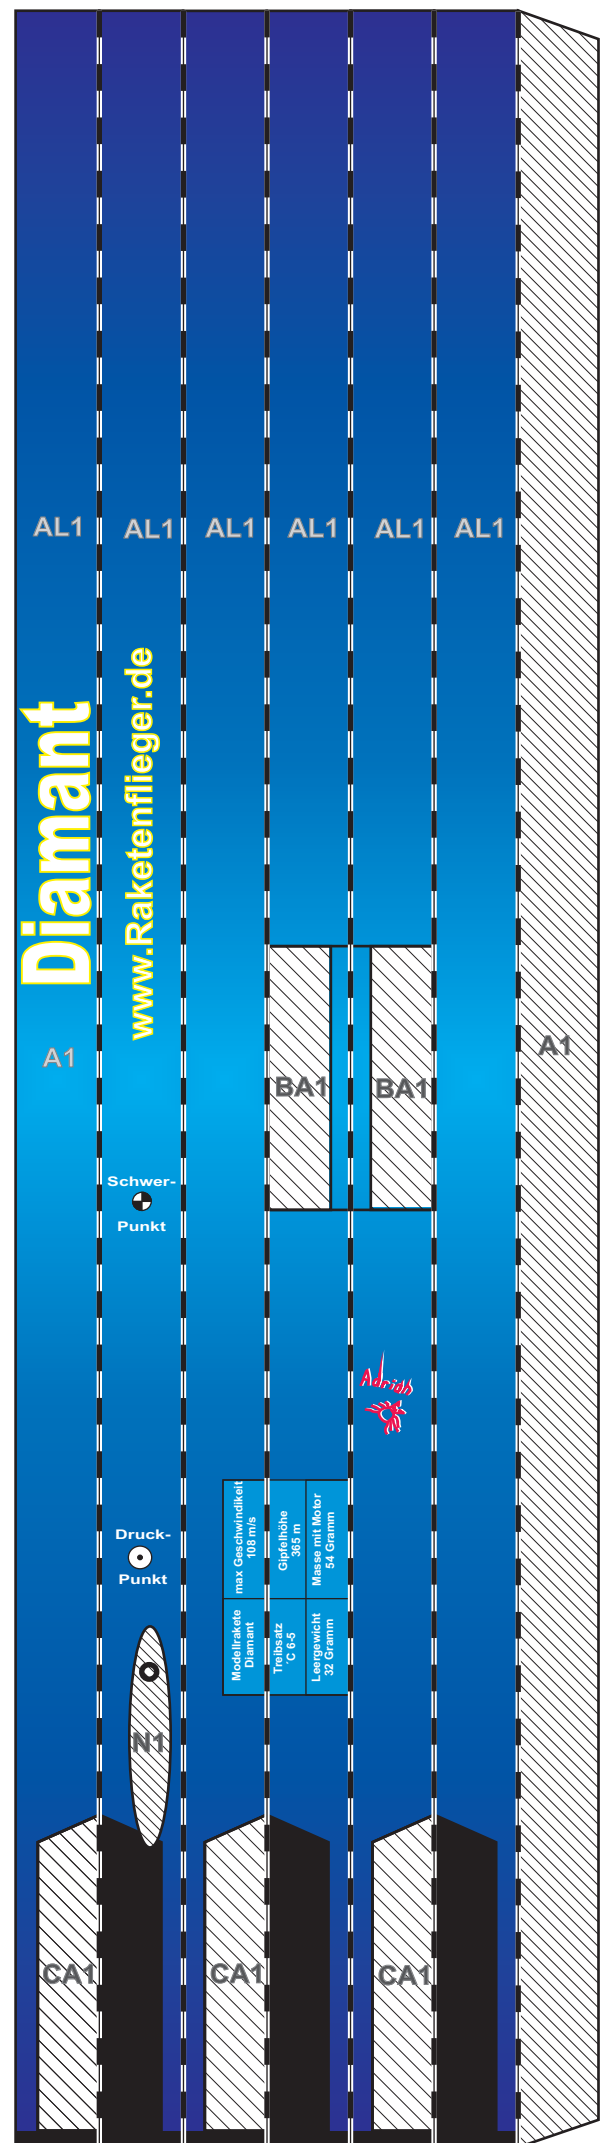 AL1
AL1
AL1
AL1
AL1
AL1
Diamant
www.Raketenflieger.de
A1
A1
BA1
BA1
Schwer-
Punkt
Adrian
max Geschwindikeit
108 m/s
Gipfelhöhe
365 m
Masse mit Motor
54 Gramm
Druck-
Punkt
Modellrakete
Diamant
Treibsatz
´C 6-5
Leergewicht
32 Gramm
N1
CA1
CA1
CA1